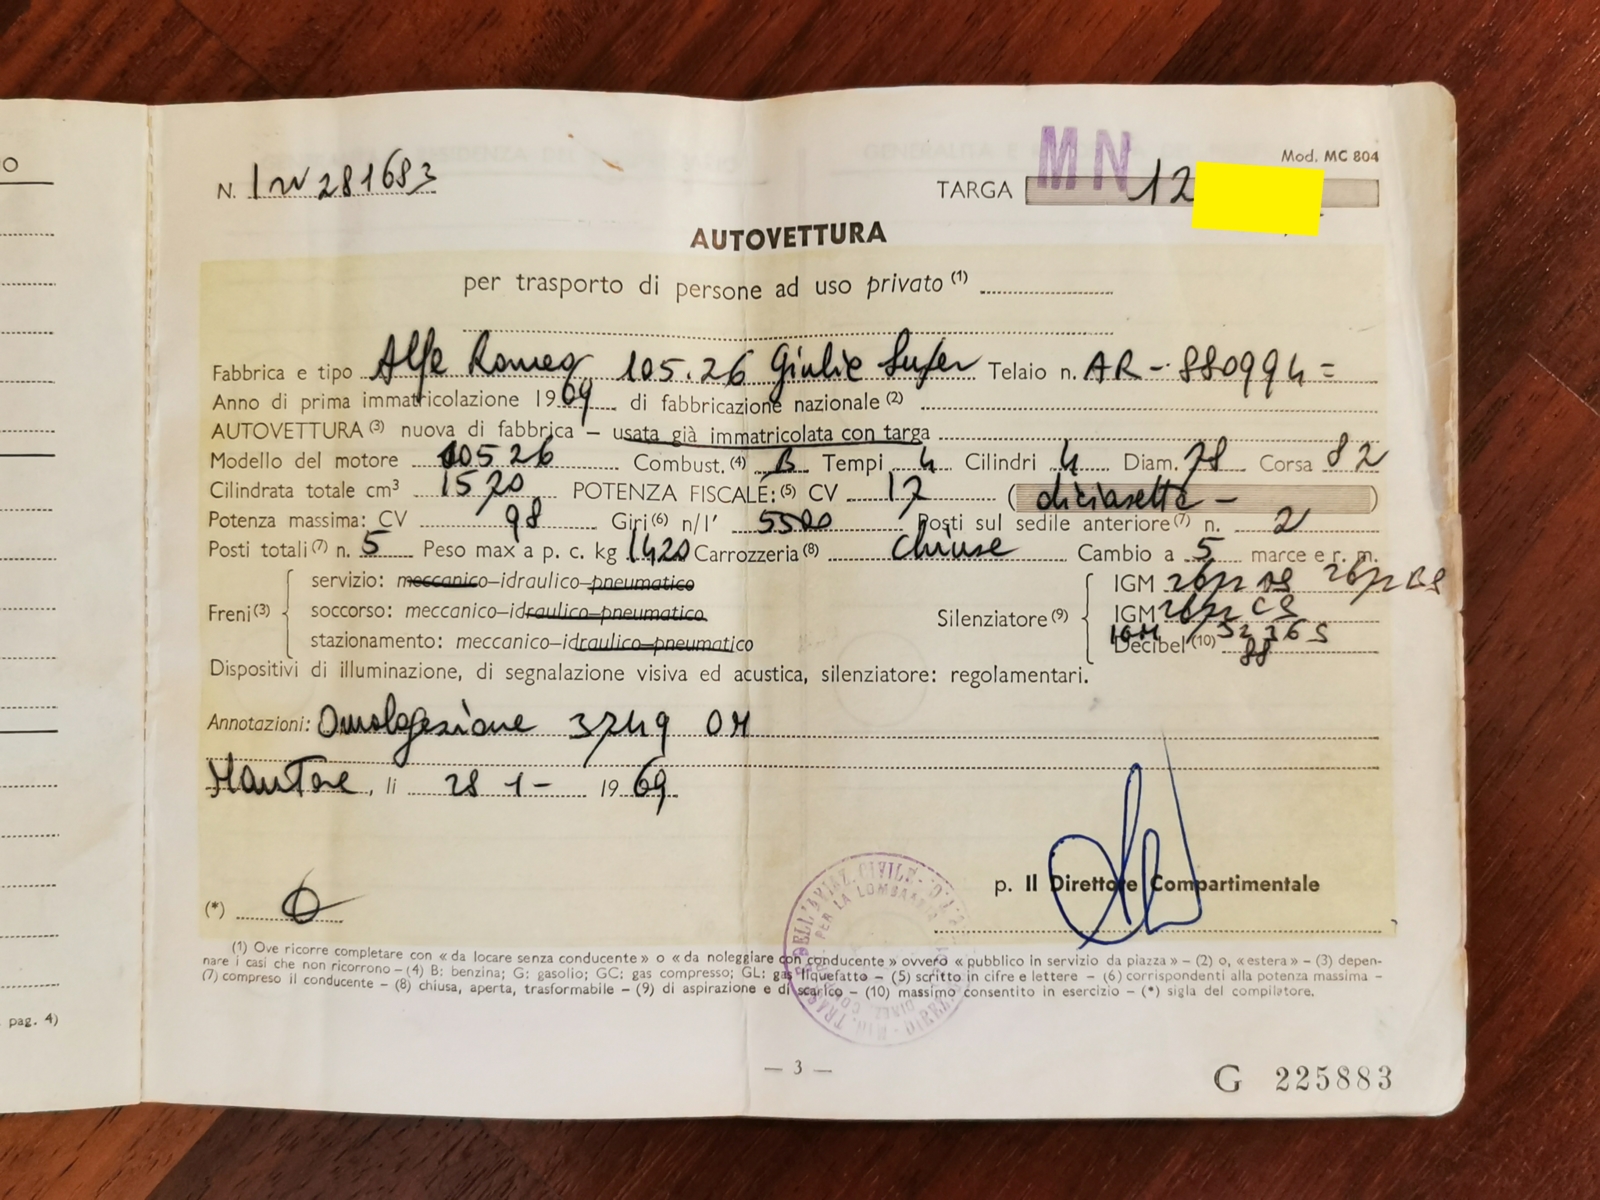 O
N. 1W281683
MN
TARGA 12
Mod. MC 804
AUTOVETTURA
per trasporto di persone ad uso privato (1)
Fabbrica e tipo Alfa Romeo 105.26 Giulia Super Telaio n. AR-880994=
Anno di prima immatricolazione 1969 di fabbricazione nazionale (2)
AUTOVETTURA (3) nuova di fabbrica – usata già immatricolata con targa
Modello del motore 10526 Combust. (4) B Tempi 4 Cilindri 4 Diam. 78 Corsa 82
Cilindrata totale cm³ 1570 POTENZA FISCALE: (5) CV 17 (diciasette-)
Potenza massima: CV 98 Giri (6) n/l' 5500 Posti sul sedile anteriore (7) n. 2
Posti totali (7) n. 5 Peso max a p. c. kg 1420 Carrozzeria (8) chiusa Cambio a 5 marce e r. m.
Freni (3) servizio: meccanico–idraulico–pneumatico
soccorso: meccanico–idraulico–pneumatico
stazionamento: meccanico–idraulico–pneumatico
Silenziatore (9) IGM
IGM
IGM
Decibel (10) 88
Dispositivi di illuminazione, di segnalazione visiva ed acustica, silenziatore: regolamentari.
Annotazioni: Omologazione 3749 OM
Mantova, li 28 1- 1969
p. Il Direttore Compartimentale
(*)
(1) Ove ricorre completare con « da locare senza conducente » o « da noleggiare con conducente » ovvero « pubblico in servizio da piazza » – (2) o, « estera » – (3) depen-
nare i casi che non ricorrono – (4) B: benzina; G: gasolio; GC: gas compresso; GL: gas liquefatto – (5) scritto in cifre e lettere – (6) corrispondenti alla potenza massima –
(7) compreso il conducente – (8) chiusa, aperta, trasformabile – (9) di aspirazione e di scarico – (10) massimo consentito in esercizio – (*) sigla del compilatore.
pag. 4)
— 3 —
G 225883